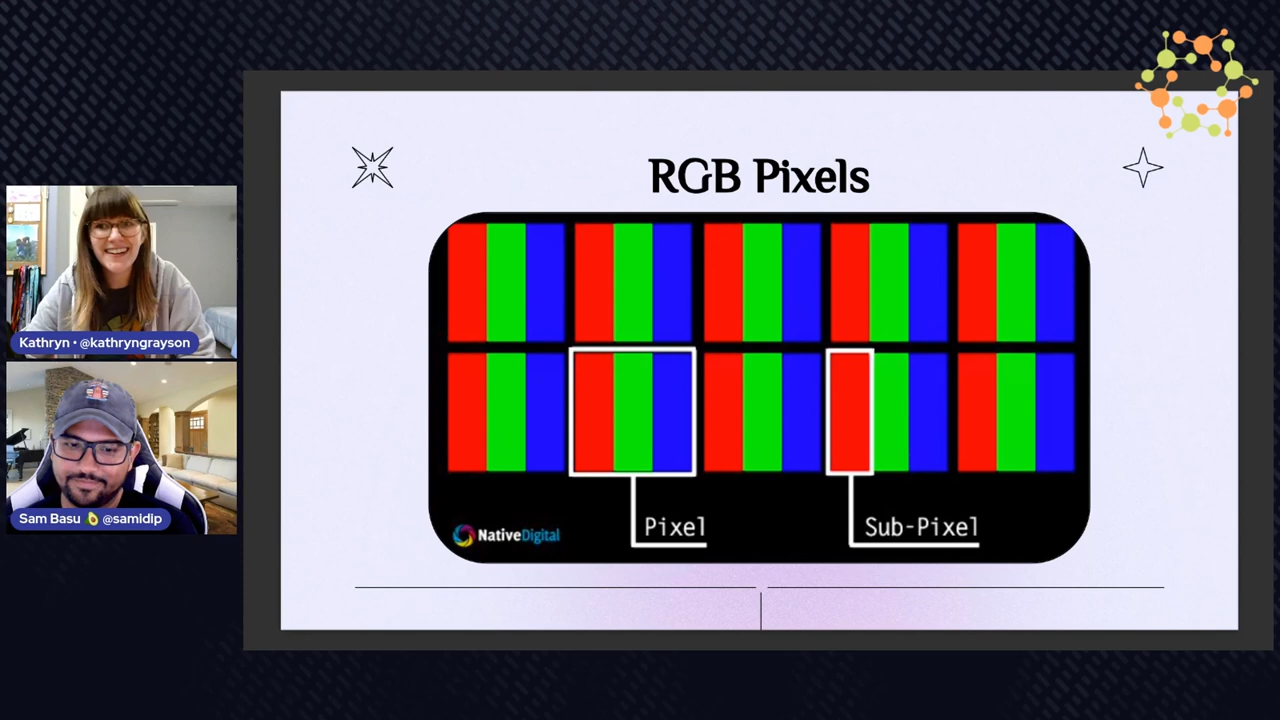 RGB Pixels
Kathryn • @kathryngrayson
Sam Basu 🥑 @samidip
Pixel
Sub-Pixel
NativeDigital